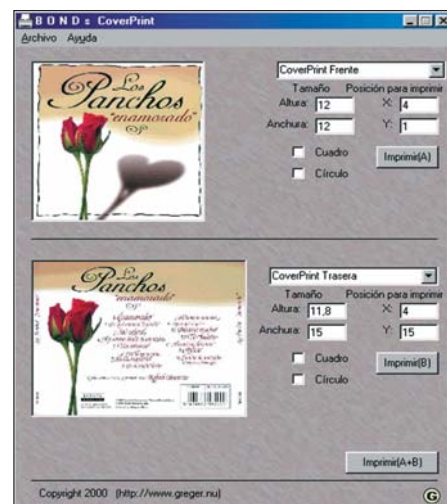 B O N D s CoverPrint
Archivo Ayuda
Los
Panchos
"enamorado"
CoverPrint Frente
Tamaño Posición para imprimir
Altura: 12 X: 4
Anchura: 12 Y: 1
Cuadro
Imprimir(A)
Círculo
Los
Panchos
"enamorado"
CoverPrint Trasera
Tamaño Posición para imprimir
Altura: 11,8 X: 4
Anchura: 15 Y: 15
Cuadro
Imprimir(B)
Círculo
Imprimir(A+B)
Copyright 2000 (http://www.greger.nu)
G